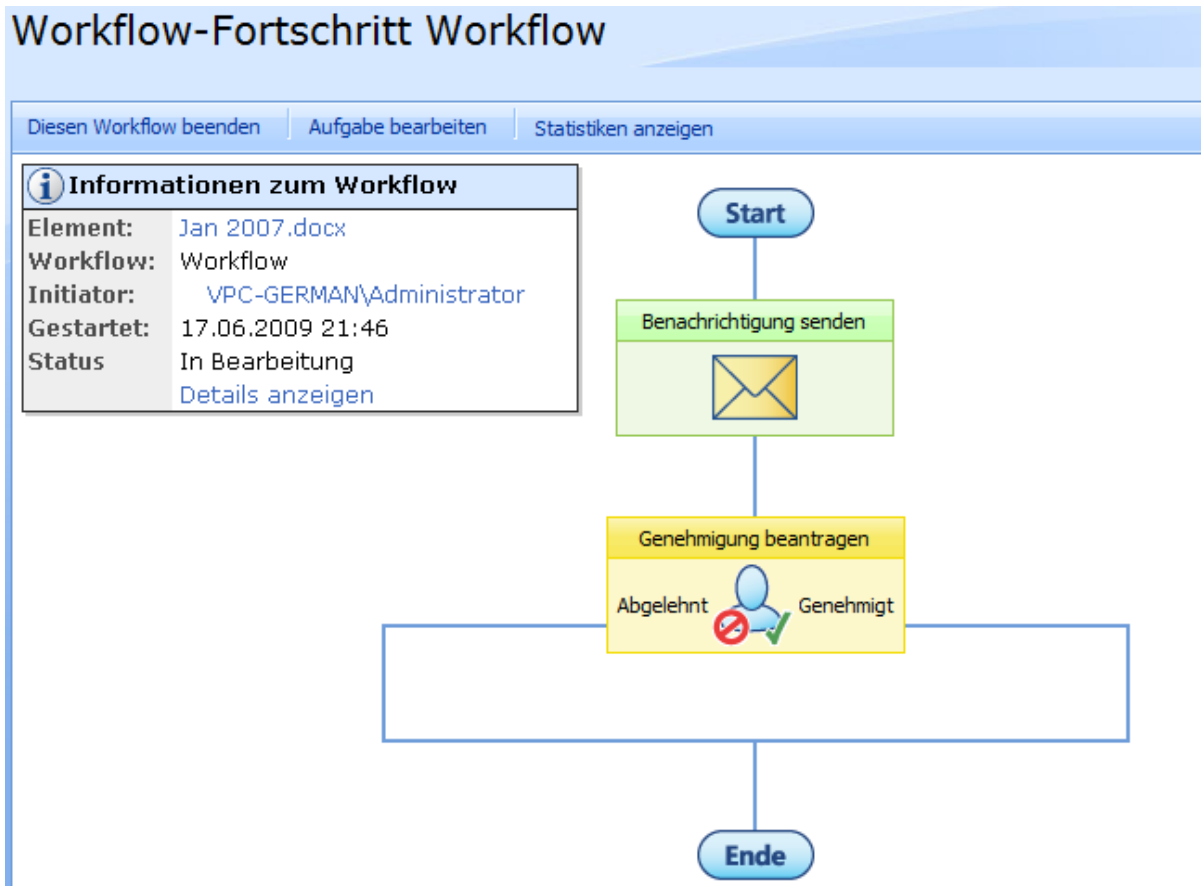 Workflow-Fortschritt Workflow
Diesen Workflow beenden Aufgabe bearbeiten Statistiken anzeigen
Informationen zum Workflow
Element: Jan 2007.docx
Workflow: Workflow
Initiator: VPC-GERMAN\Administrator
Gestartet: 17.06.2009 21:46
Status In Bearbeitung
Details anzeigen
Start
Benachrichtigung senden
Genehmigung beantragen
Abgelehnt Genehmigt
Ende